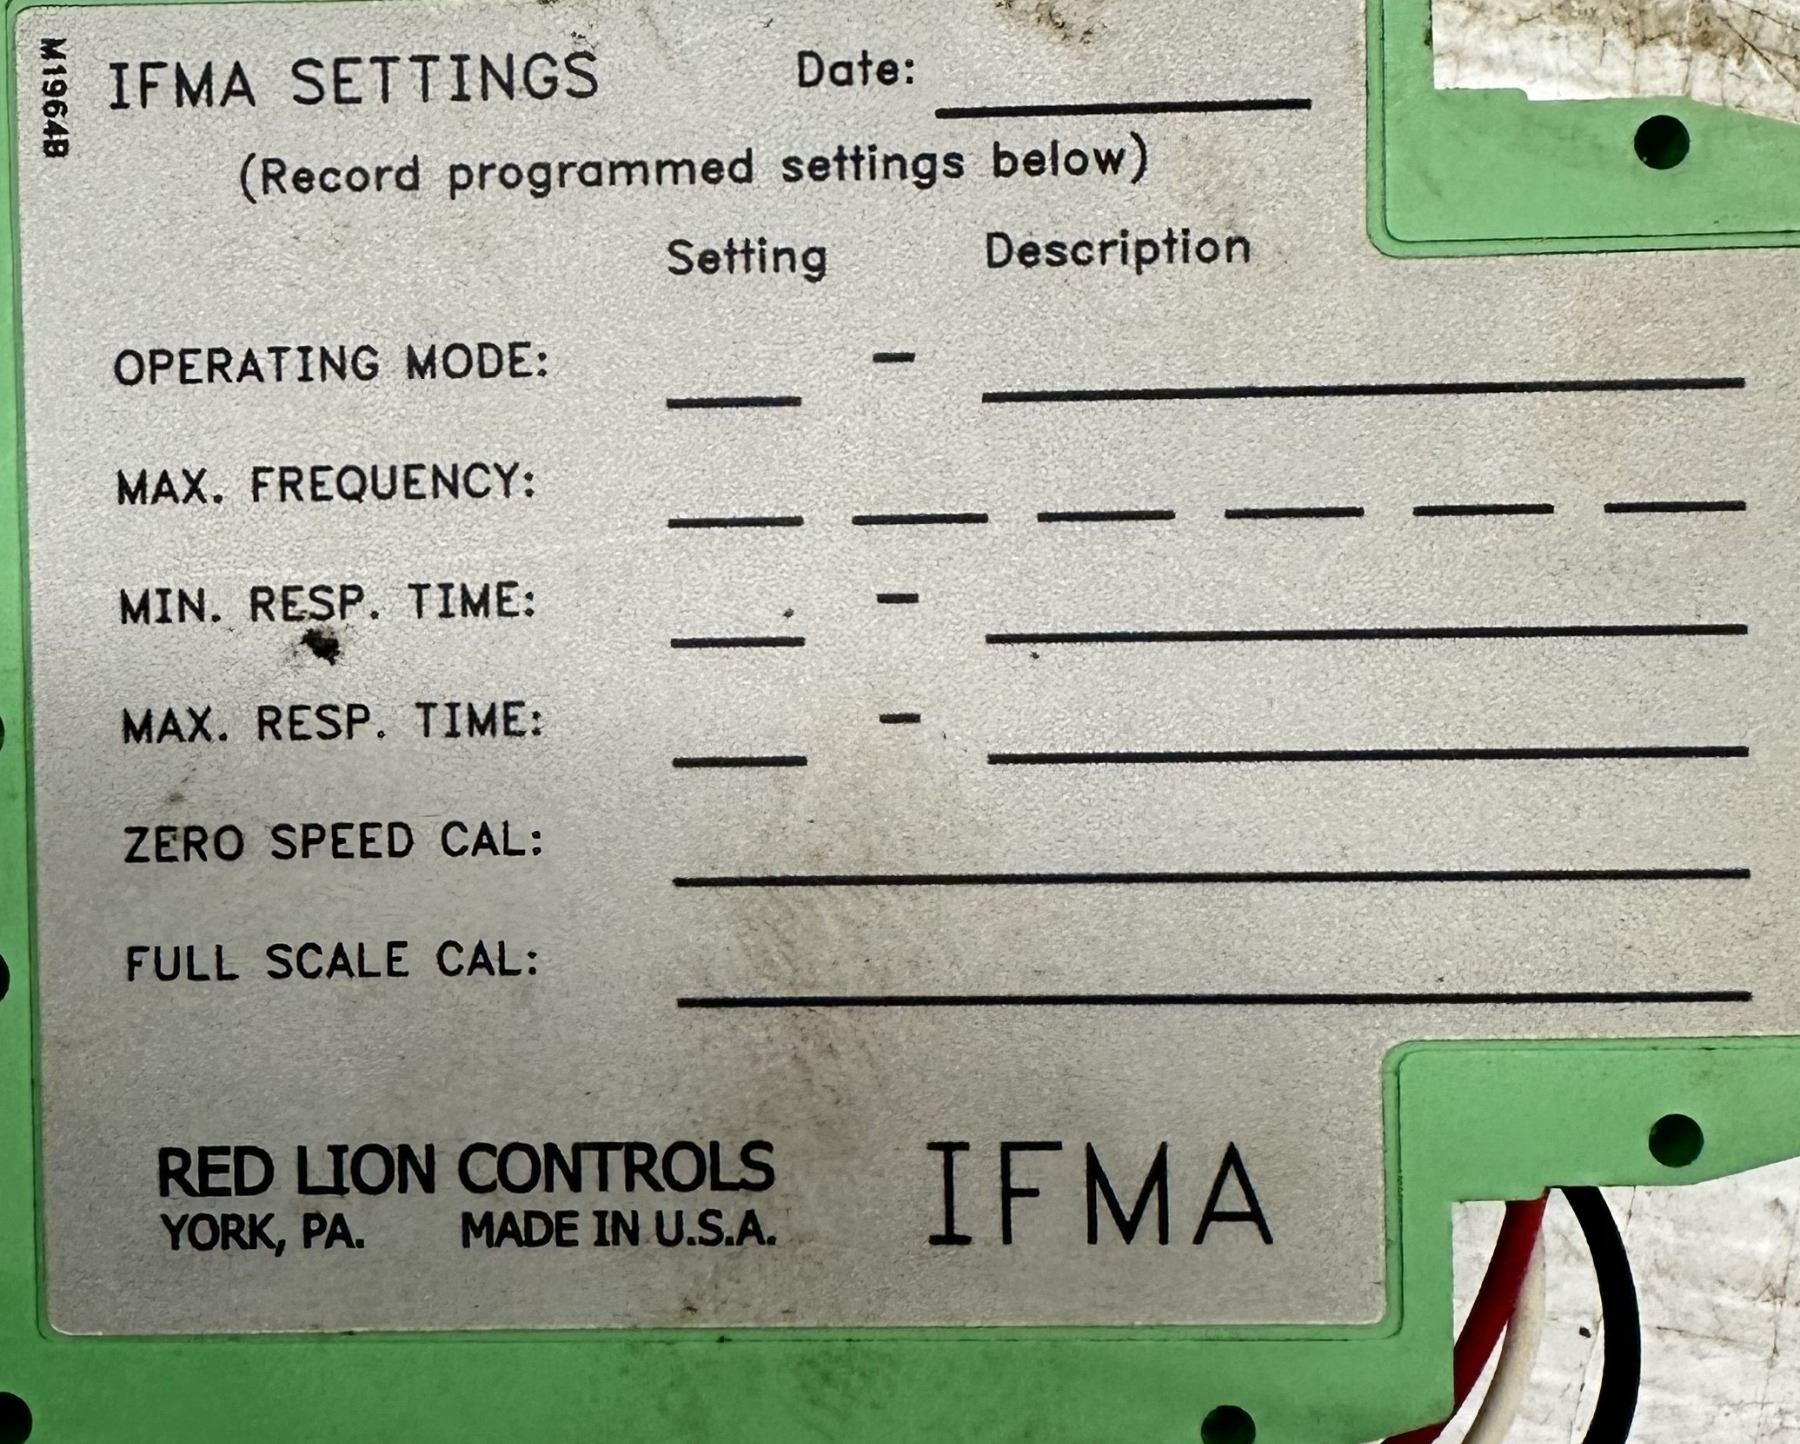 M1964B
IFMA SETTINGS Date:
(Record programmed settings below)
Setting Description
OPERATING MODE: –
MAX. FREQUENCY:
MIN. RESP. TIME: –
MAX. RESP. TIME: –
ZERO SPEED CAL:
FULL SCALE CAL:
RED LION CONTROLS IFMA
YORK, PA. MADE IN U.S.A.